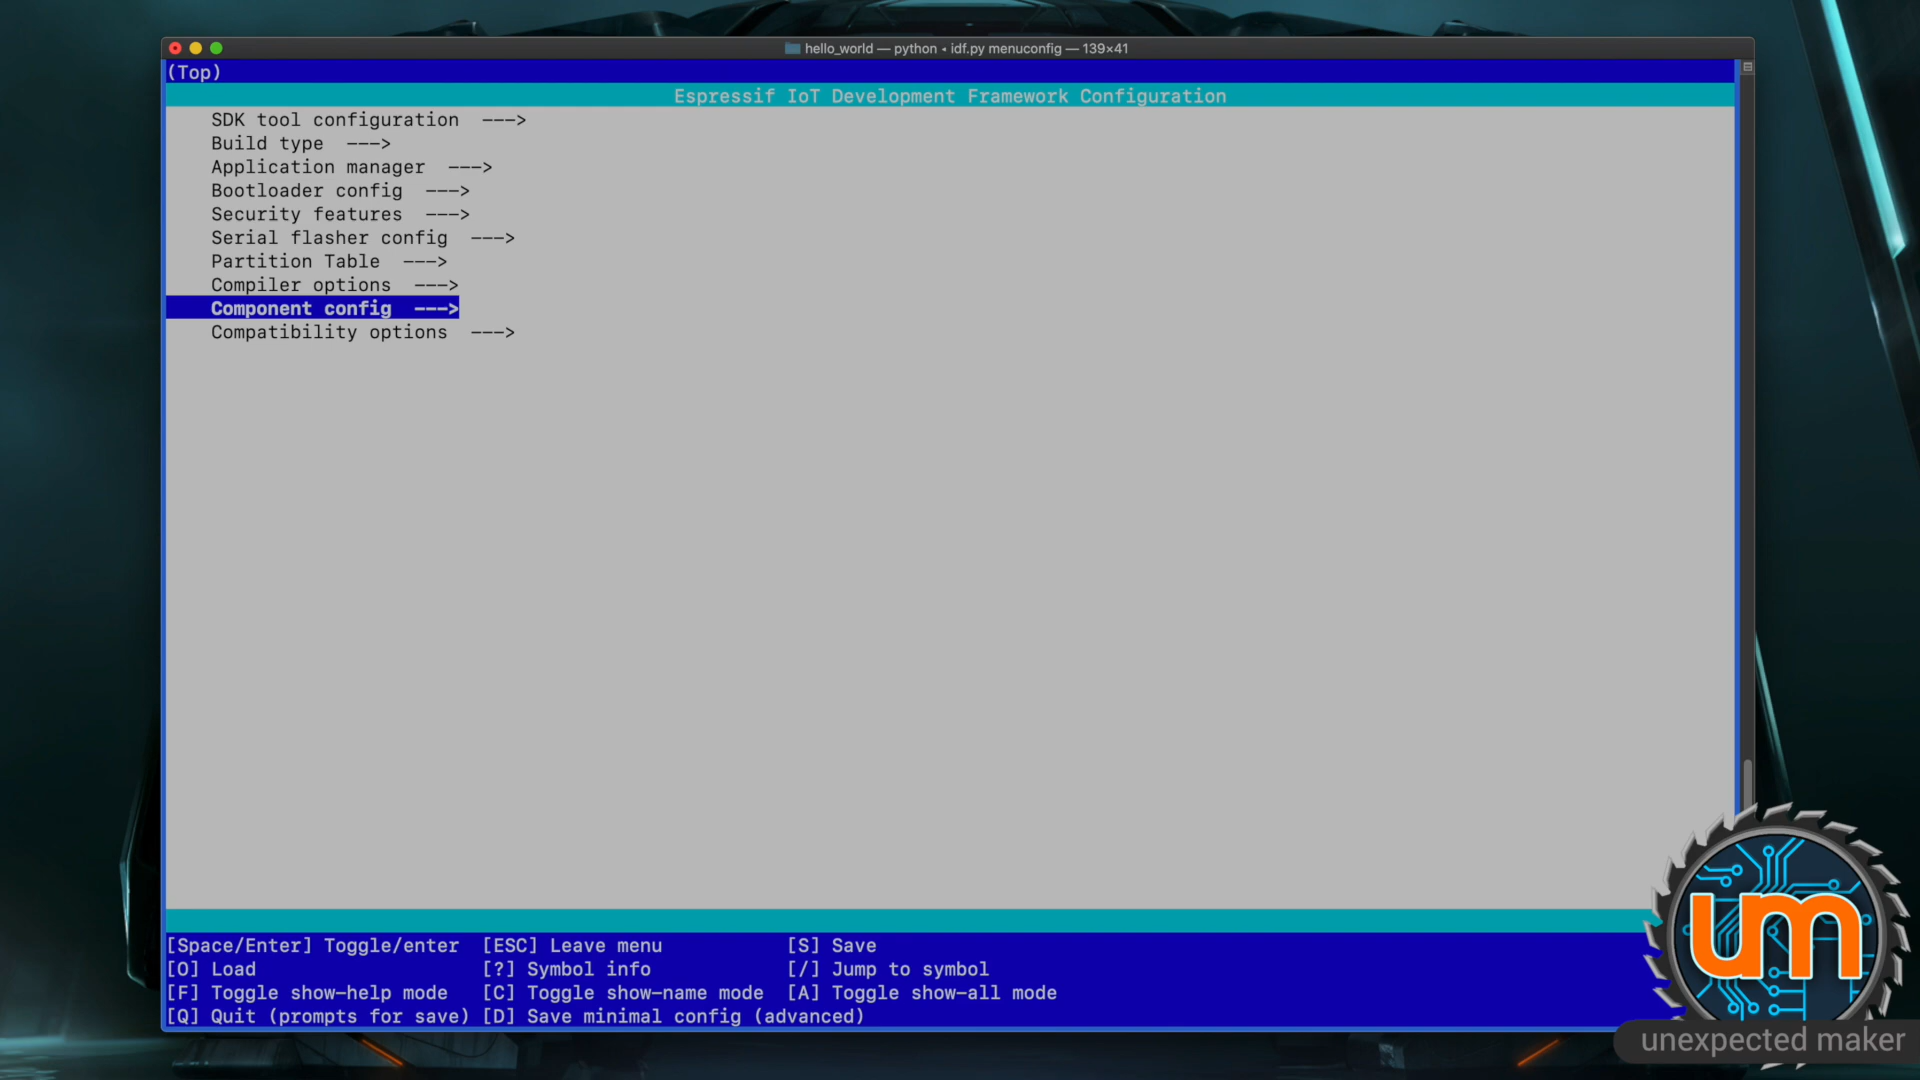 hello_world — python ◂ idf.py menuconfig — 139×41
(Top)
Espressif IoT Development Framework Configuration
SDK tool configuration  --->
Build type  --->
Application manager  --->
Bootloader config  --->
Security features  --->
Serial flasher config  --->
Partition Table  --->
Compiler options  --->
Component config  --->
Compatibility options  --->
[Space/Enter] Toggle/enter  [ESC] Leave menu  [S] Save
[O] Load  [?] Symbol info  [/] Jump to symbol
[F] Toggle show-help mode  [C] Toggle show-name mode  [A] Toggle show-all mode
[Q] Quit (prompts for save)  [D] Save minimal config (advanced)
um
unexpected maker